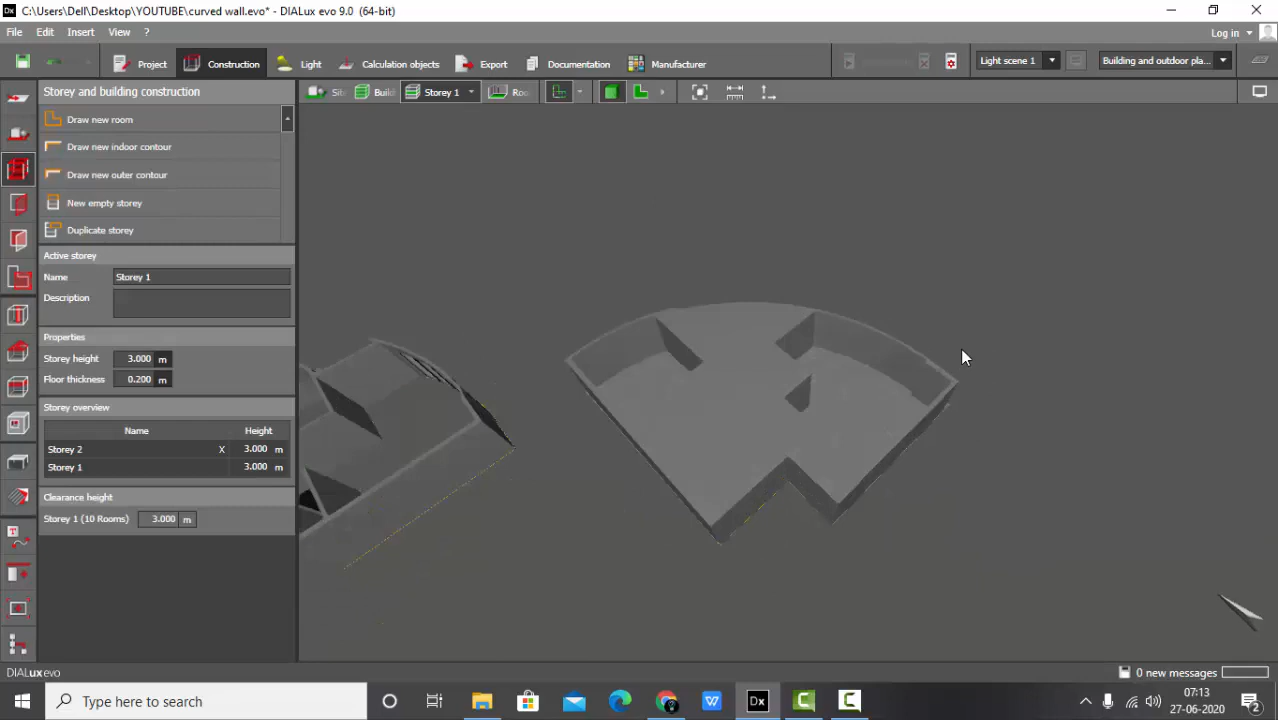 C:\Users\Dell\Desktop\YOUTUBE\curved wall.evo* - DIALux evo 9.0 (64-bit)
File Edit Insert View ?
Log in
Project Construction Light Calculation objects Export Documentation Manufacturer
Light scene 1
Building and outdoor pla...
Storey and building construction
Sit Buil Storey 1 Roo
Draw new room
Draw new indoor contour
Draw new outer contour
New empty storey
Duplicate storey
Active storey
Name Storey 1
Description
Properties
Storey height 3.000 m
Floor thickness 0.200 m
Storey overview
Name Height
Storey 2 X 3.000 m
Storey 1 3.000 m
Clearance height
Storey 1 (10 Rooms) 3.000 m
DIALux evo
0 new messages
Type here to search
07:13
27-06-2020
2